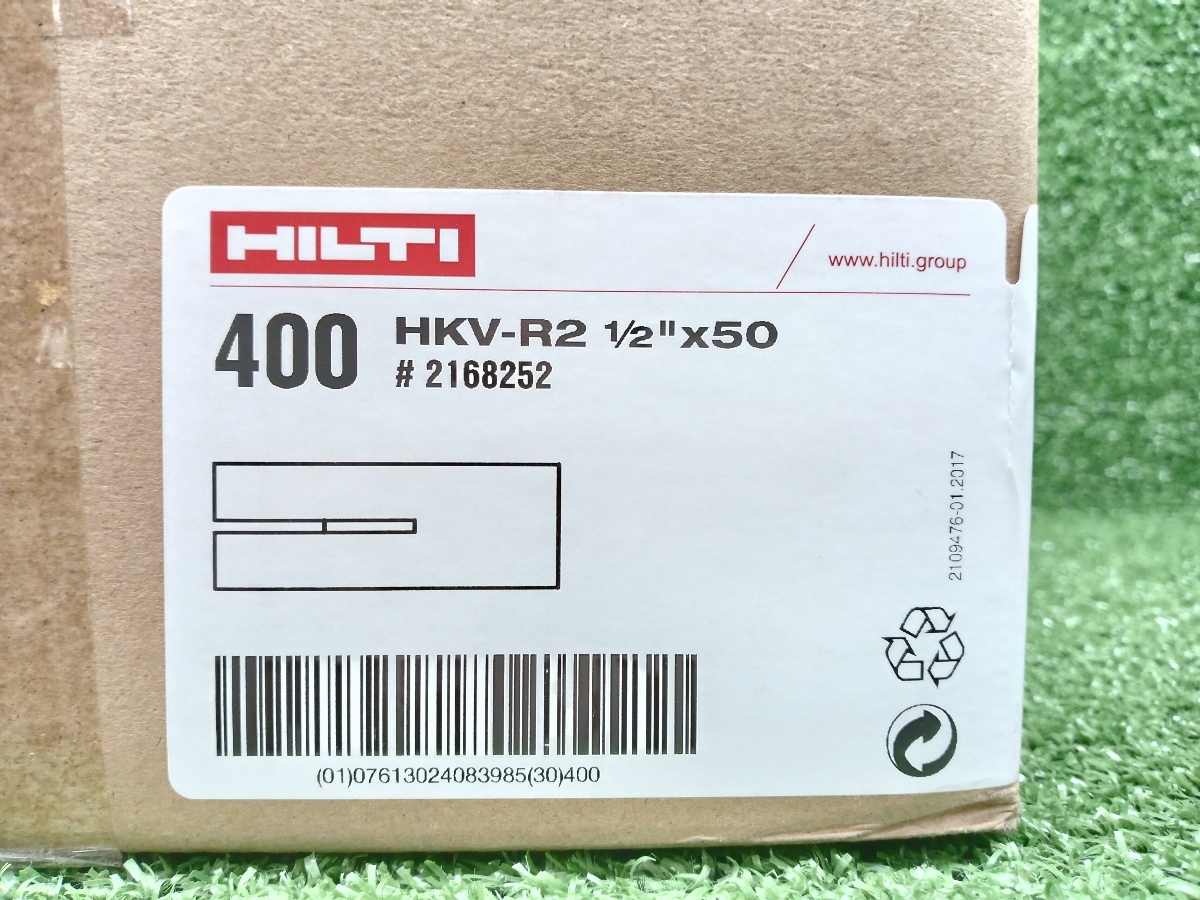 HILTI
www.hilti.group
400
HKV-R2 ½"x50
# 2168252
2109476-01.2017
(01)07613024083985(30)400